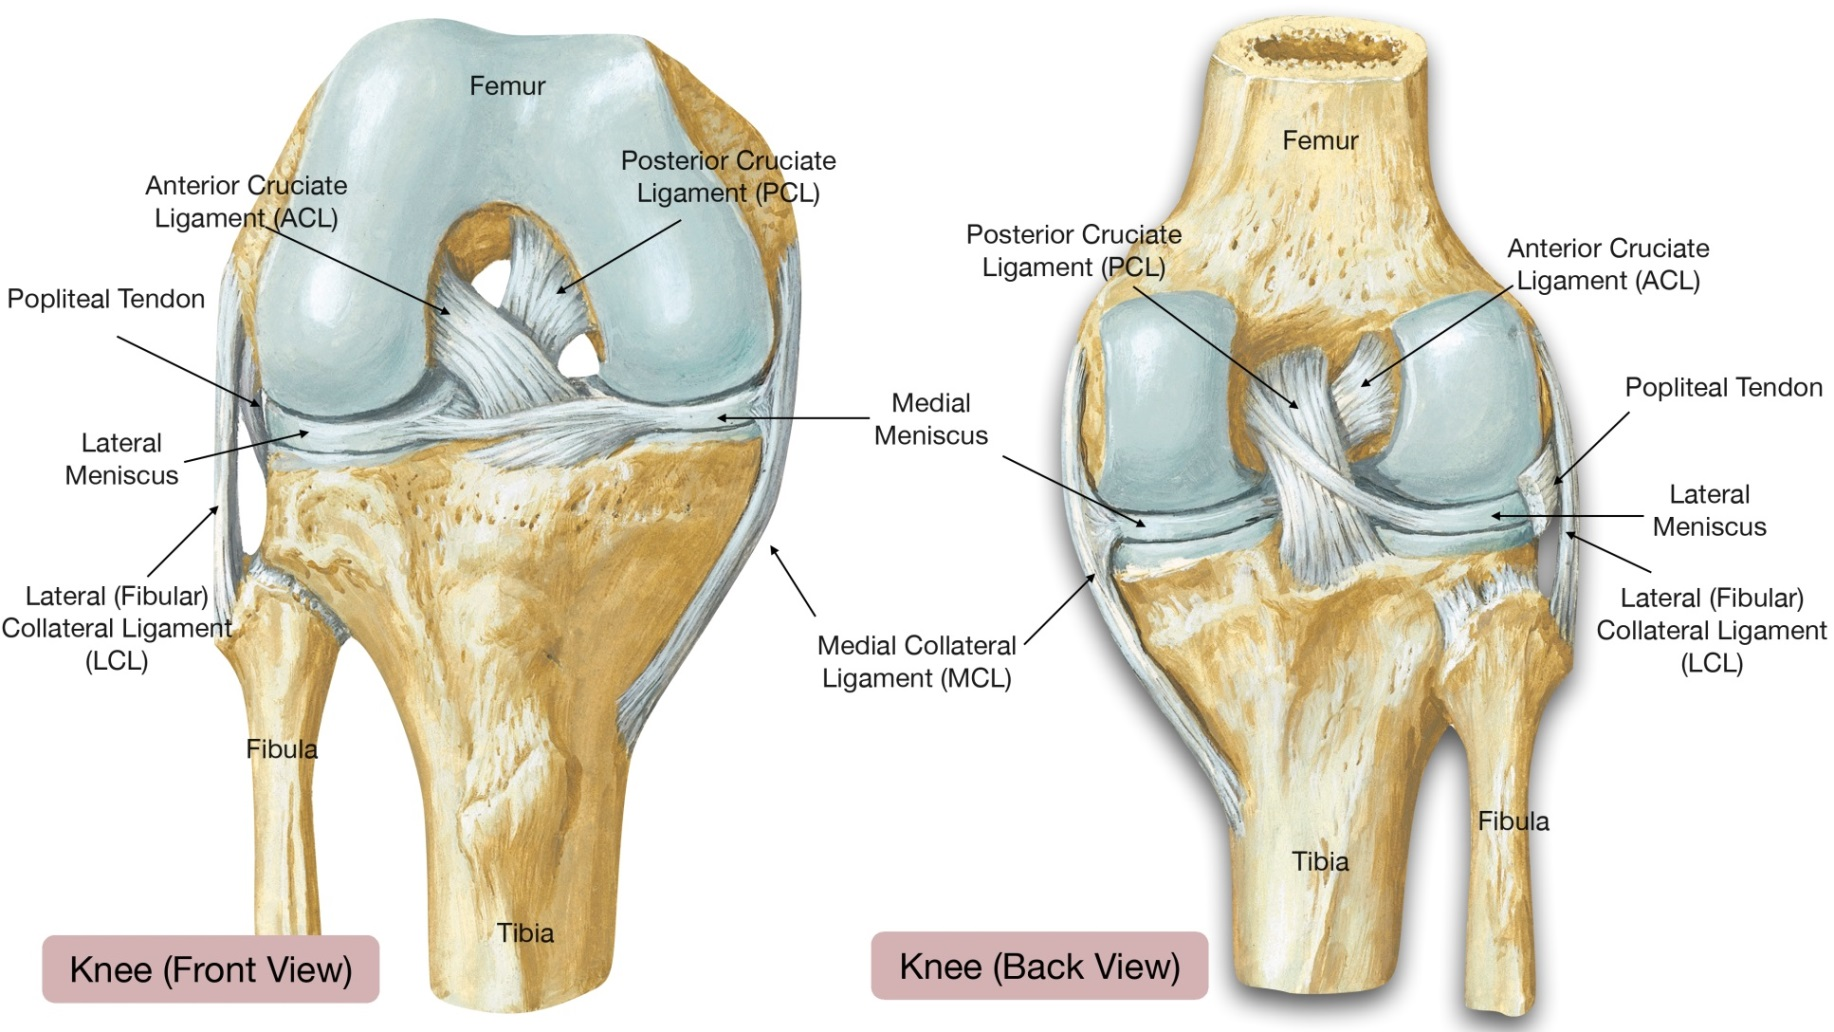 Femur
Anterior Cruciate
Ligament (ACL)
Posterior Cruciate
Ligament (PCL)
Popliteal Tendon
Lateral
Meniscus
Lateral (Fibular)
Collateral Ligament
(LCL)
Fibula
Tibia
Knee (Front View)
Medial
Meniscus
Medial Collateral
Ligament (MCL)
Femur
Posterior Cruciate
Ligament (PCL)
Anterior Cruciate
Ligament (ACL)
Popliteal Tendon
Lateral
Meniscus
Lateral (Fibular)
Collateral Ligament
(LCL)
Fibula
Tibia
Knee (Back View)